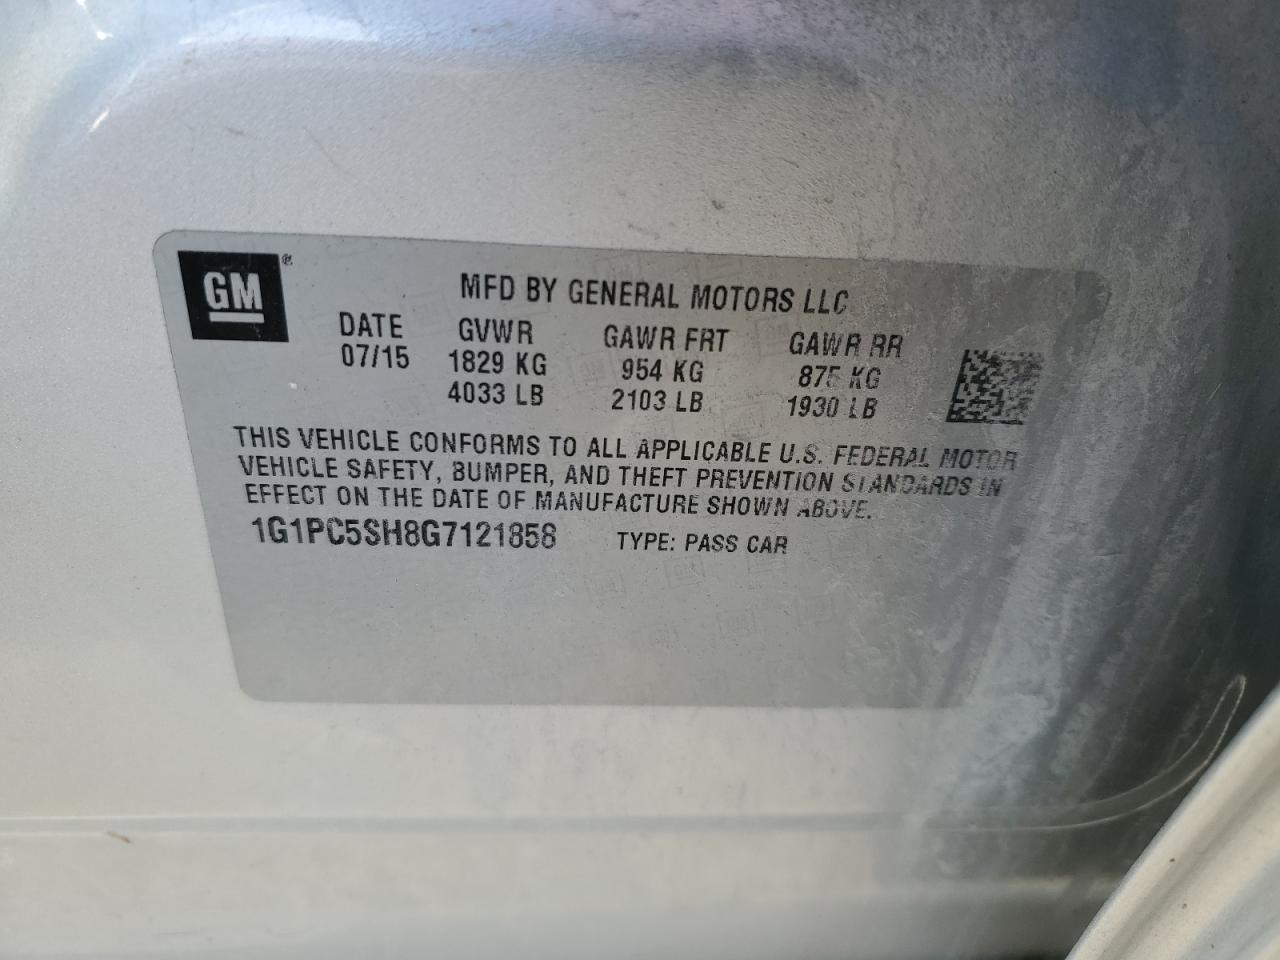 GM®
MFD BY GENERAL MOTORS LLC
DATE GVWR GAWR FRT GAWR RR
07/15 1829 KG 954 KG 875 KG
4033 LB 2103 LB 1930 LB
THIS VEHICLE CONFORMS TO ALL APPLICABLE U.S. FEDERAL MOTOR
VEHICLE SAFETY, BUMPER, AND THEFT PREVENTION STANDARDS IN
EFFECT ON THE DATE OF MANUFACTURE SHOWN ABOVE.
1G1PC5SH8G7121858 TYPE: PASS CAR